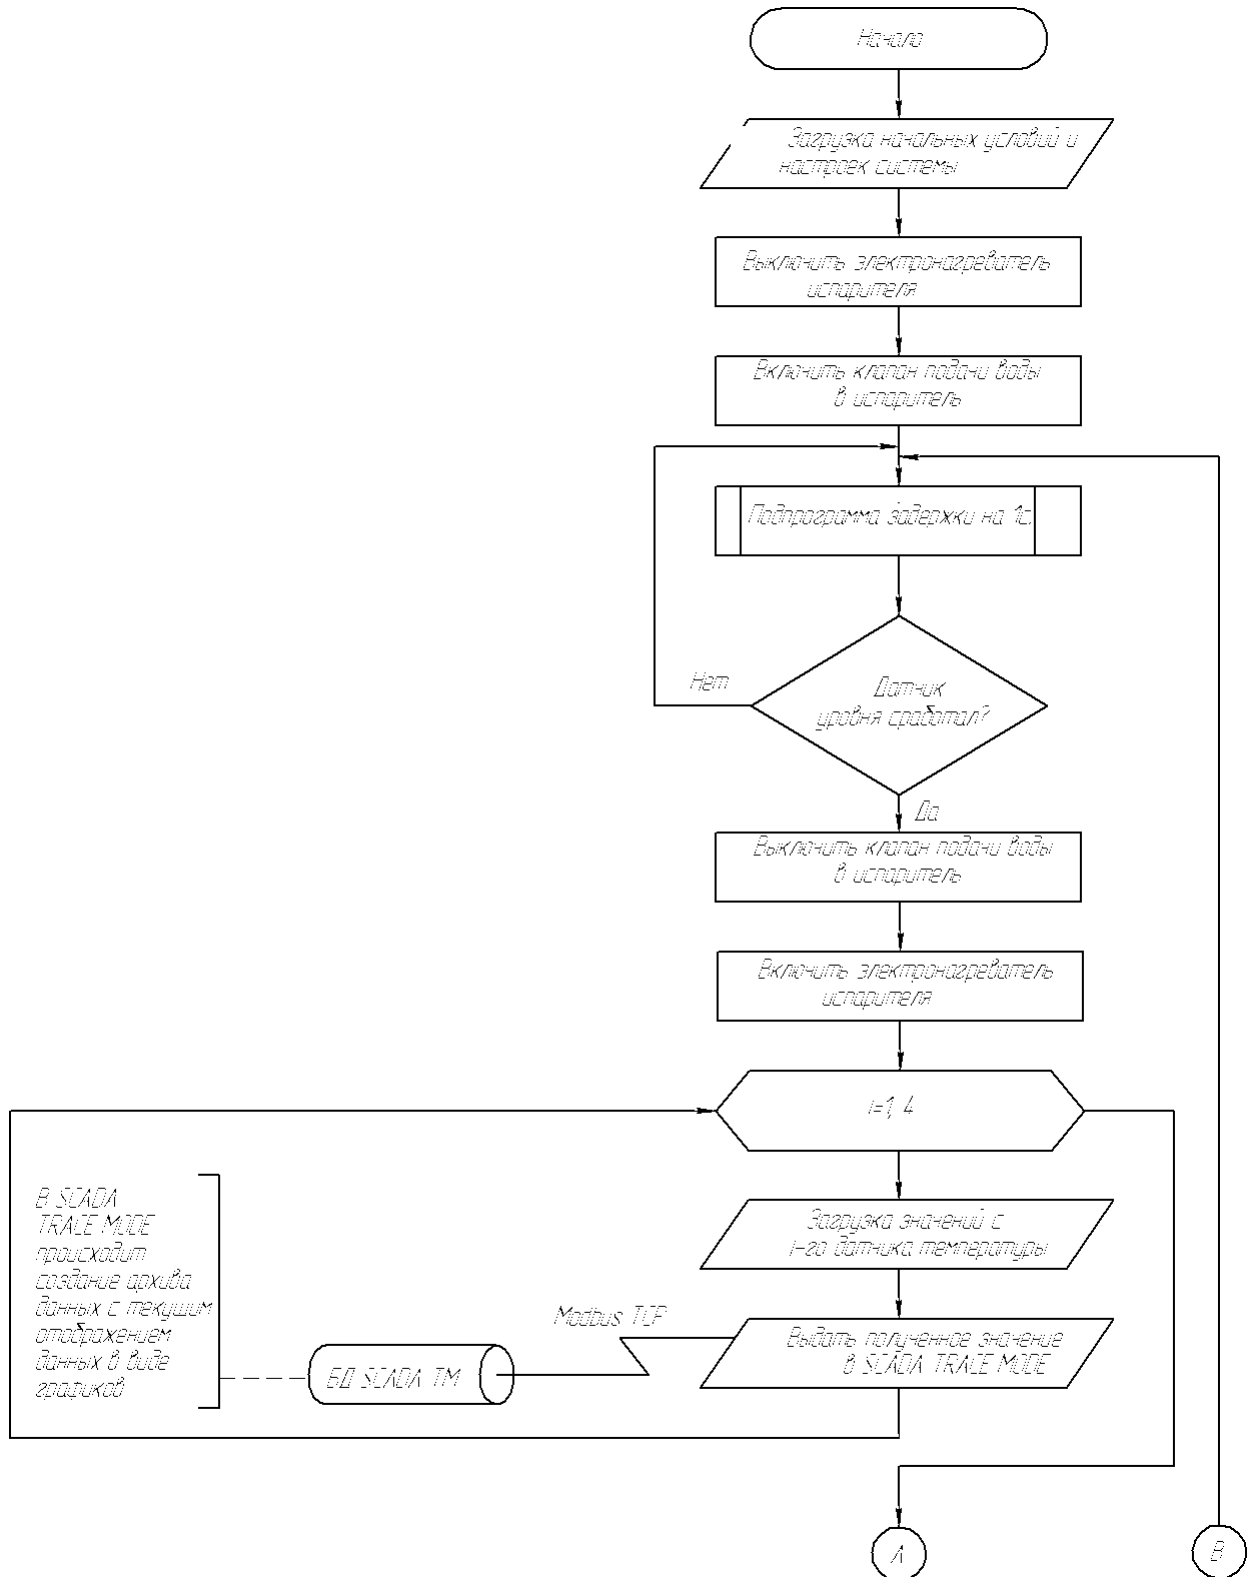 Начало
Загрузка начальных условий и
настроек системы
Выключить электронагреватель
испарителя
Включить клапан подачи воды
в испаритель
Подпрограмма задержки на 1с.
Нет
Датчик
уровня сработал?
Да
Выключить клапан подачи воды
в испаритель
Включить электронагреватель
испарителя
i=1, 4
В SCADA
TRACE MODE
происходит
создание архива
данных с текушим
отображением
данных в виде
графиков
Загрузка значений с
i-го датчика температуры
Modbus TCP
БД SCADA TM
Выдать полученное значение
в SCADA TRACE MODE
А
В